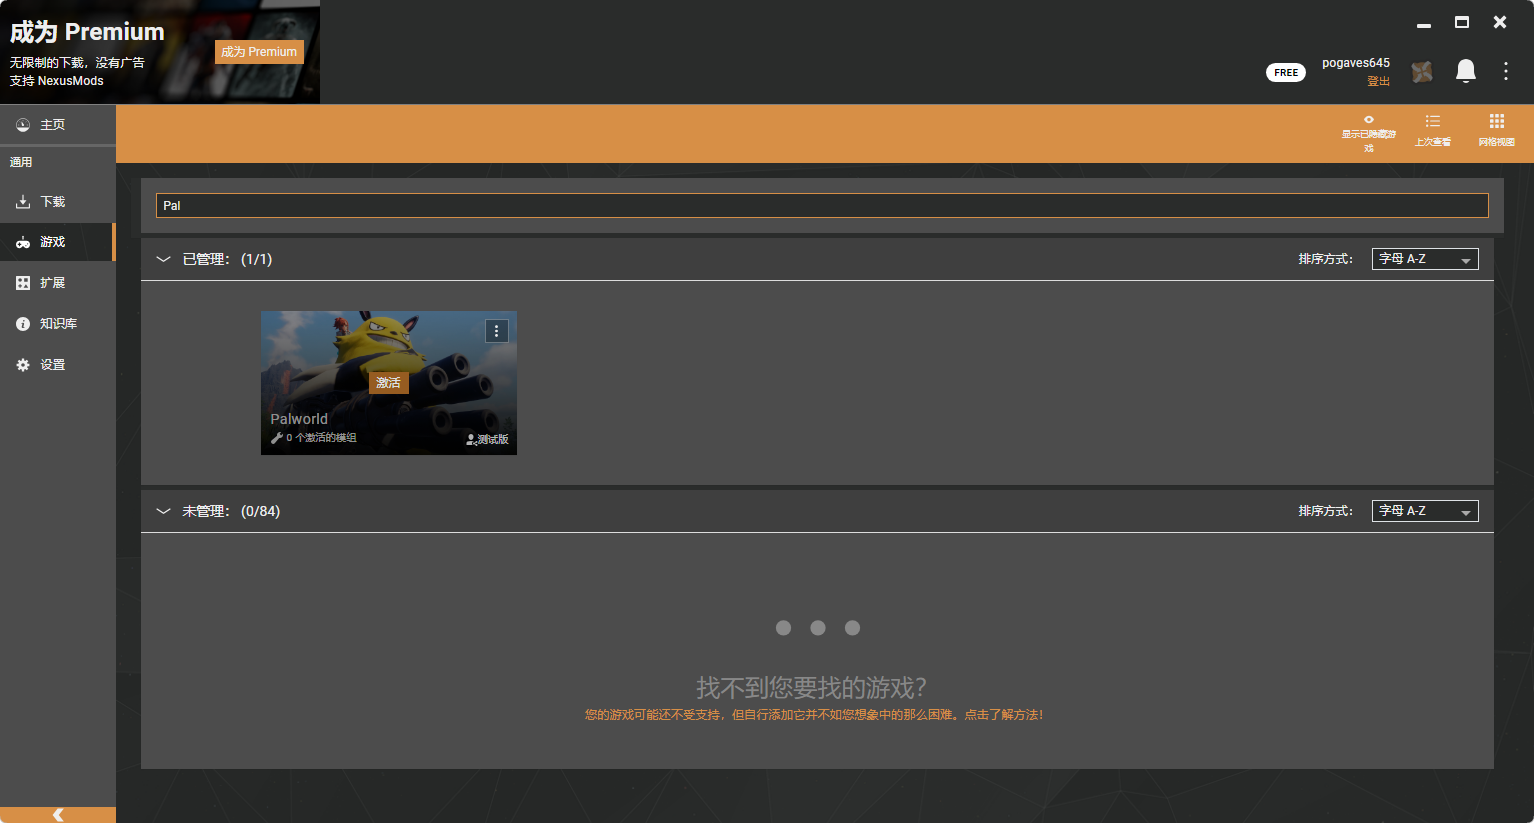 成为 Premium
无限制的下载，没有广告
支持 NexusMods
成为 Premium
FREE
pogaves645
登出
主页
通用
下载
游戏
扩展
知识库
设置
显示已隐藏游
戏
上次查看
网格视图
Pal
已管理： (1/1)
排序方式：
字母 A-Z
激活
Palworld
0 个激活的模组
测试版
未管理： (0/84)
排序方式：
字母 A-Z
找不到您要找的游戏？
您的游戏可能还不受支持，但自行添加它并不如您想象中的那么困难。点击了解方法！